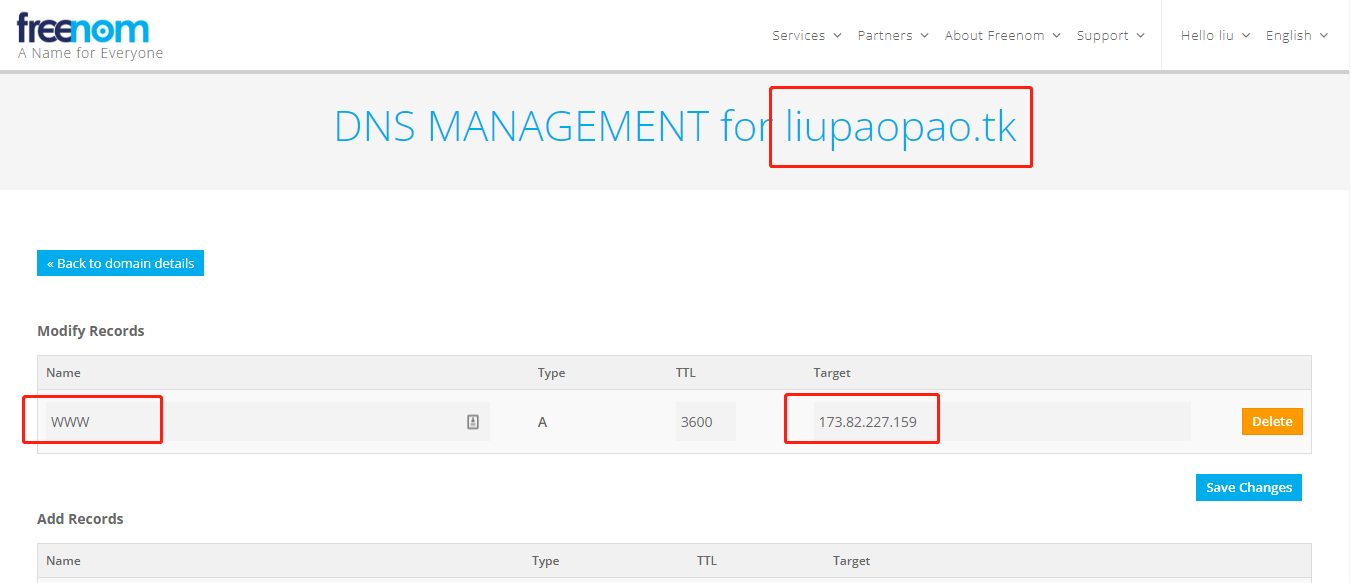 freenom
A Name for Everyone
Services Partners About Freenom Support Hello liu English
DNS MANAGEMENT for liupaopao.tk
« Back to domain details
Modify Records
Name Type TTL Target
WWW A 3600 173.82.227.159 Delete
Save Changes
Add Records
Name Type TTL Target